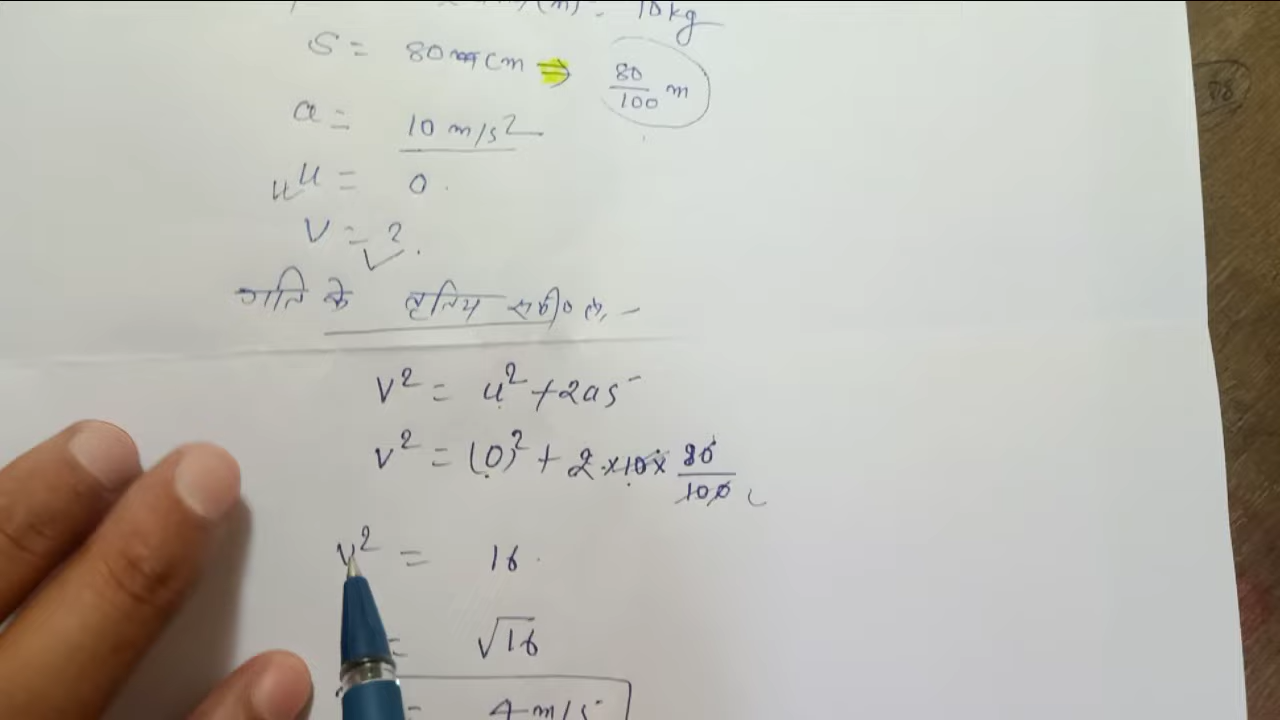 (m) = 10kg
S = 80 cm ⇒ 80/100 m
a = 10 m/s²
u = 0.
v = ?.
गति के तृतिय समी० से, -
v² = u² + 2as
v² = (0)² + 2 × 10 × 80/100
v² = 16.
= √16
= 4 m/s